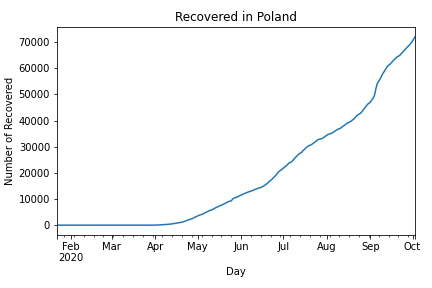 Recovered in Poland
Number of Recovered
70000
60000
50000
40000
30000
20000
10000
0
Feb Mar Apr May Jun Jul Aug Sep Oct
2020
Day